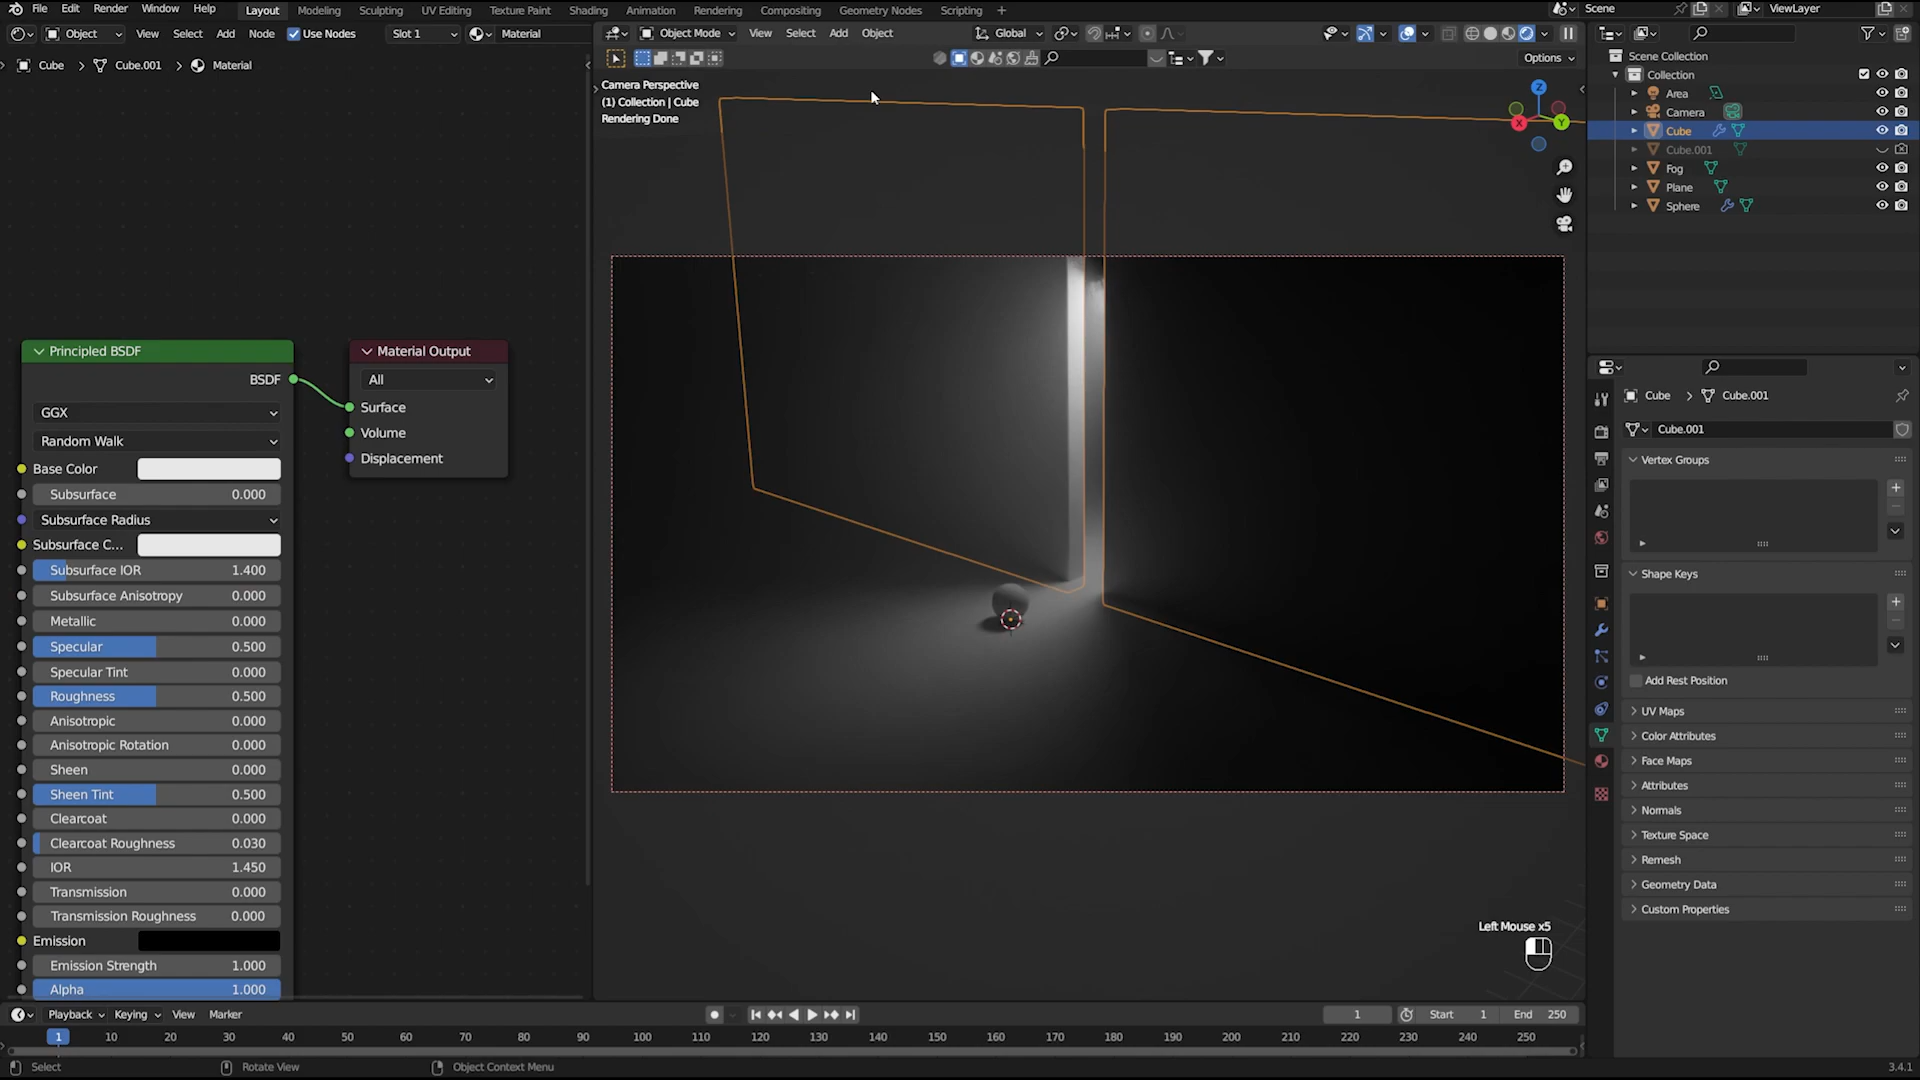 File Edit Render Window Help Layout Modeling Sculpting UV Editing Texture Paint Shading Animation Rendering Compositing Geometry Nodes Scripting + Scene ViewLayer
Object View Select Add Node Use Nodes Slot 1 Material
Object Mode View Select Add Object Global
Cube > Cube.001 > Material
Options
Camera Perspective
(1) Collection | Cube
Rendering Done
Z
X
Y
Scene Collection
Collection
Area
Camera
Cube
Cube.001
Fog
Plane
Sphere
Principled BSDF
BSDF
GGX
Random Walk
Base Color
Subsurface 0.000
Subsurface Radius
Subsurface C...
Subsurface IOR 1.400
Subsurface Anisotropy 0.000
Metallic 0.000
Specular 0.500
Specular Tint 0.000
Roughness 0.500
Anisotropic 0.000
Anisotropic Rotation 0.000
Sheen 0.000
Sheen Tint 0.500
Clearcoat 0.000
Clearcoat Roughness 0.030
IOR 1.450
Transmission 0.000
Transmission Roughness 0.000
Emission
Emission Strength 1.000
Alpha 1.000
Material Output
All
Surface
Volume
Displacement
Cube > Cube.001
Cube.001
Vertex Groups
Shape Keys
Add Rest Position
UV Maps
Color Attributes
Face Maps
Attributes
Normals
Texture Space
Remesh
Geometry Data
Custom Properties
Left Mouse x5
Playback Keying View Marker 1 Start 1 End 250
1 10 20 30 40 50 60 70 80 90 100 110 120 130 140 150 160 170 180 190 200 210 220 230 240 250
Select Rotate View Object Context Menu 3.4.1